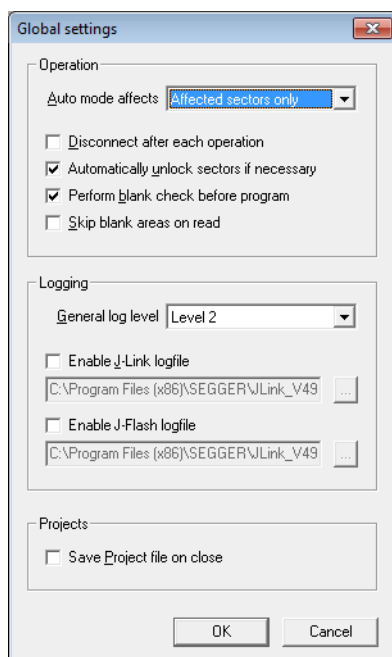 Global settings
Operation
Auto mode affects Affected sectors only
Disconnect after each operation
Automatically unlock sectors if necessary
Perform blank check before program
Skip blank areas on read
Logging
General log level Level 2
Enable J-Link logfile
C:\Program Files (x86)\SEGGER\JLink_V49 ...
Enable J-Flash logfile
C:\Program Files (x86)\SEGGER\JLink_V49 ...
Projects
Save Project file on close
OK Cancel